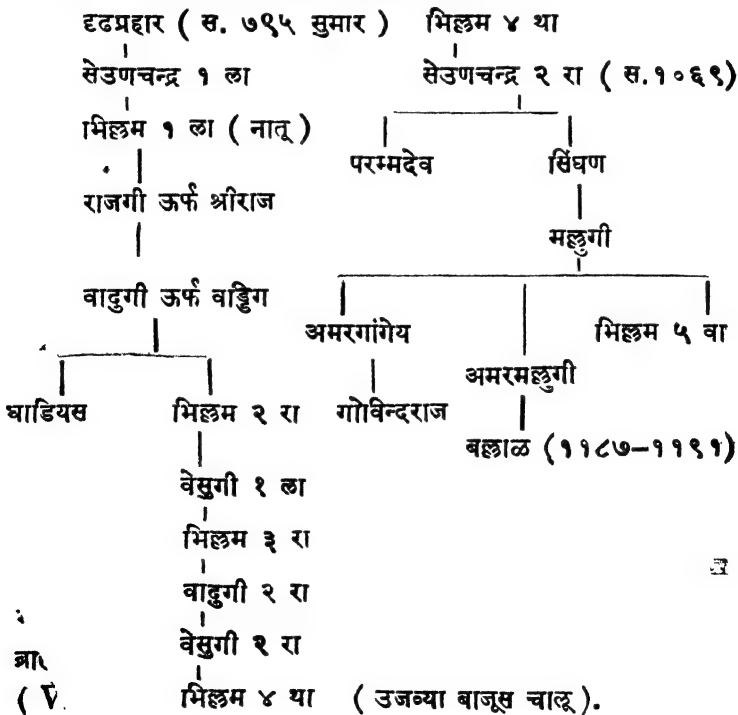 दृढप्रहार ( स. ७९५ सुमार )
सेउणचन्द्र १ ला
भिल्लम १ ला ( नातू )
राजगी ऊर्फ श्रीराज
वादुगी ऊर्फ वड्डिग
धाडियस भिल्लम २ रा
वेसुगी १ ला
भिल्लम ३ रा
वादुगी २ रा
वेसुगी २ रा
भिल्लम ४ था ( उजव्या बाजूस चालू ).
भिल्लम ४ था
सेउणचन्द्र २ रा ( स.१०६९)
परम्मदेव सिंघण
मल्लुगी
अमरगांगेय अमरमल्लुगी भिल्लम ५ वा
गोविन्दराज बल्लाळ (११८७–११९१)